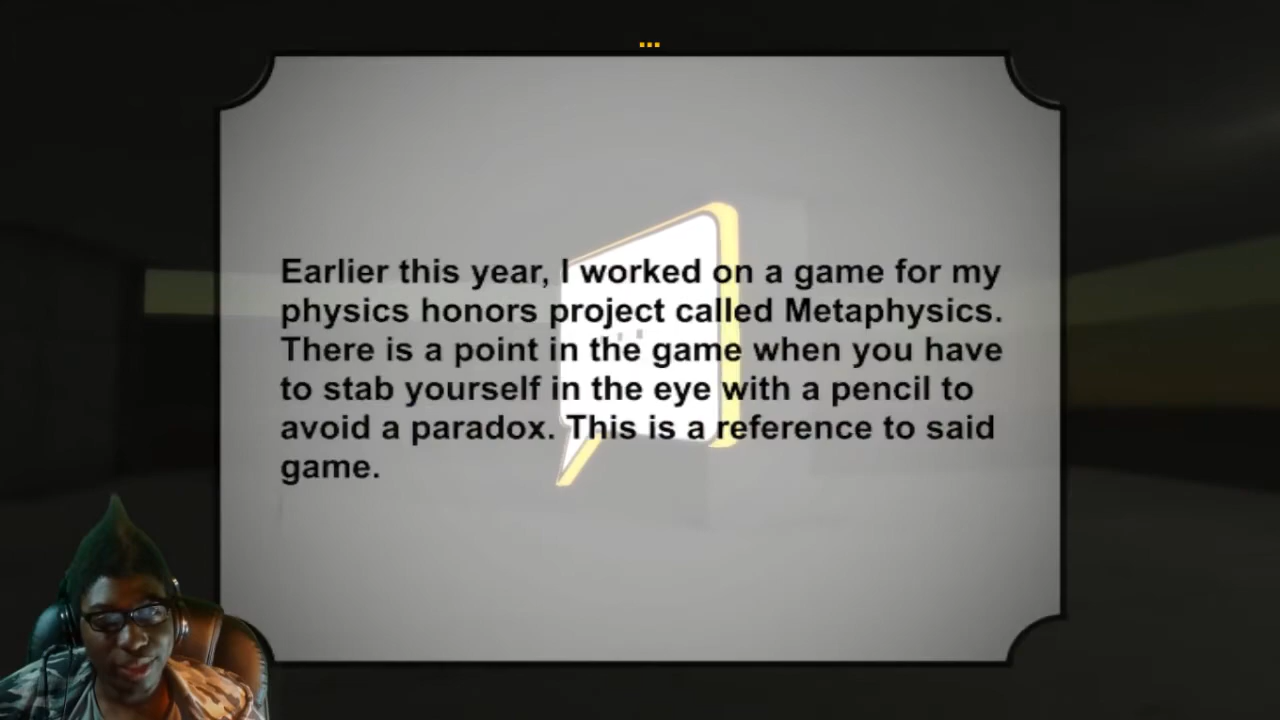 ...
Earlier this year, I worked on a game for my
physics honors project called Metaphysics.
There is a point in the game when you have
to stab yourself in the eye with a pencil to
avoid a paradox. This is a reference to said
game.